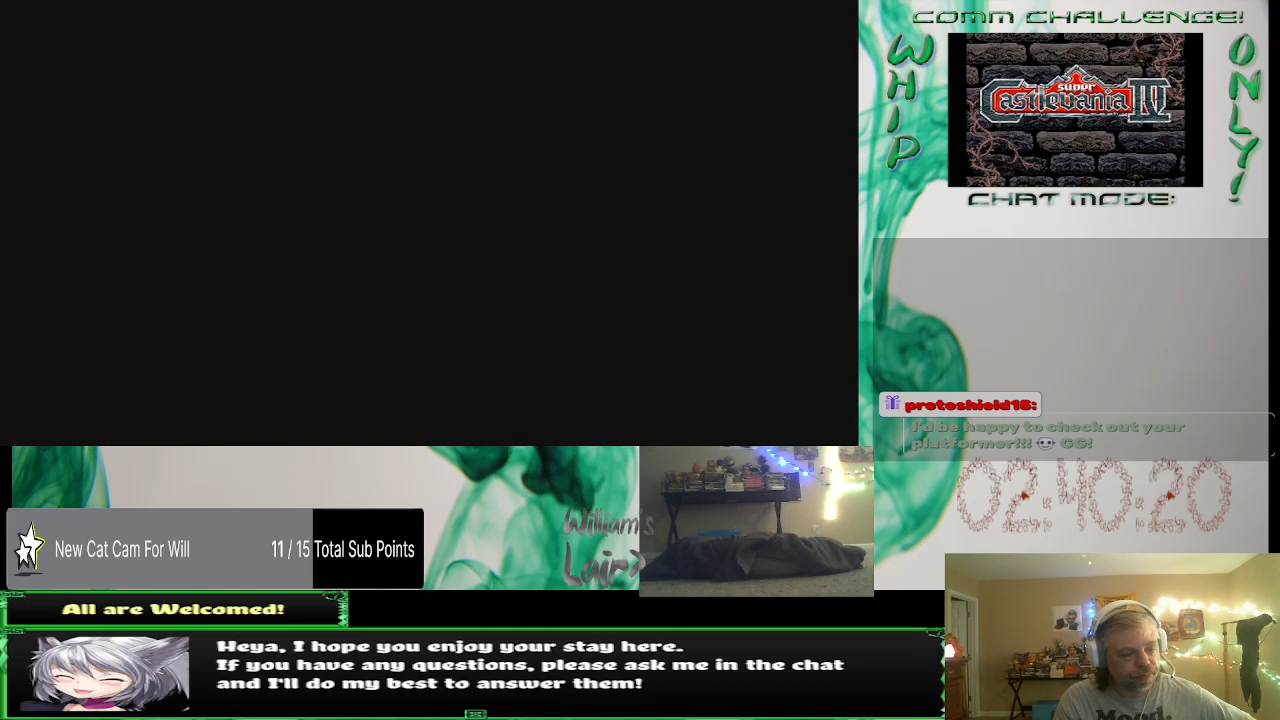 COMM CHALLENGE!
WHIP
ONLY!
SUPER
Castlevania IV
CHAT MODE:
protoshield15:
I'd be happy to check out your
platformer!!! GG!
02:40:20
William's
Lair>
New Cat Cam For Will 11 / 15 Total Sub Points
All are Welcomed!
Heya, I hope you enjoy your stay here.
If you have any questions, please ask me in the chat
and I'll do my best to answer them!